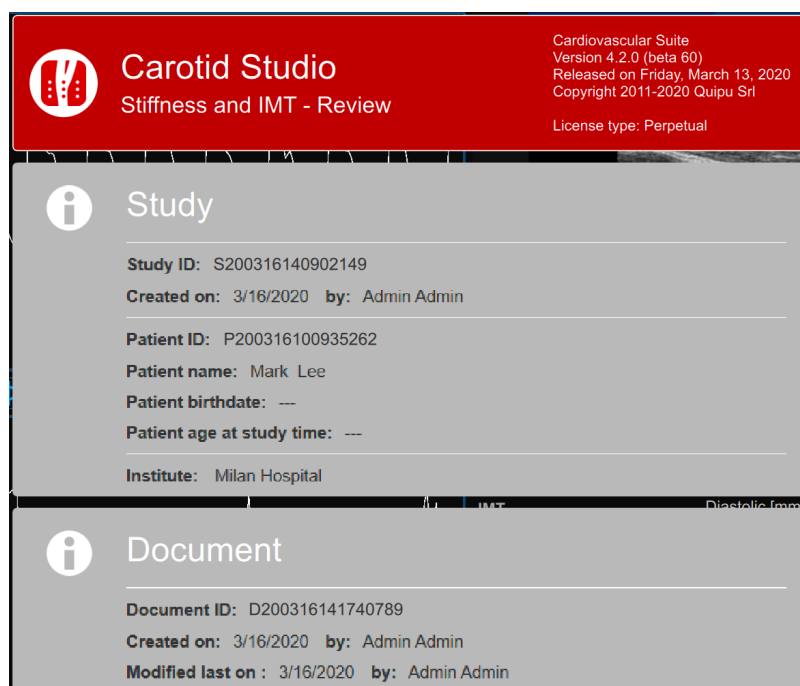 Carotid Studio
Stiffness and IMT - Review
Cardiovascular Suite
Version 4.2.0 (beta 60)
Released on Friday, March 13, 2020
Copyright 2011-2020 Quipu Srl
License type: Perpetual
Study
Study ID: S200316140902149
Created on: 3/16/2020 by: Admin Admin
Patient ID: P200316100935262
Patient name: Mark Lee
Patient birthdate: ---
Patient age at study time: ---
Institute: Milan Hospital
IMT Diastolic [mm
Document
Document ID: D200316141740789
Created on: 3/16/2020 by: Admin Admin
Modified last on : 3/16/2020 by: Admin Admin